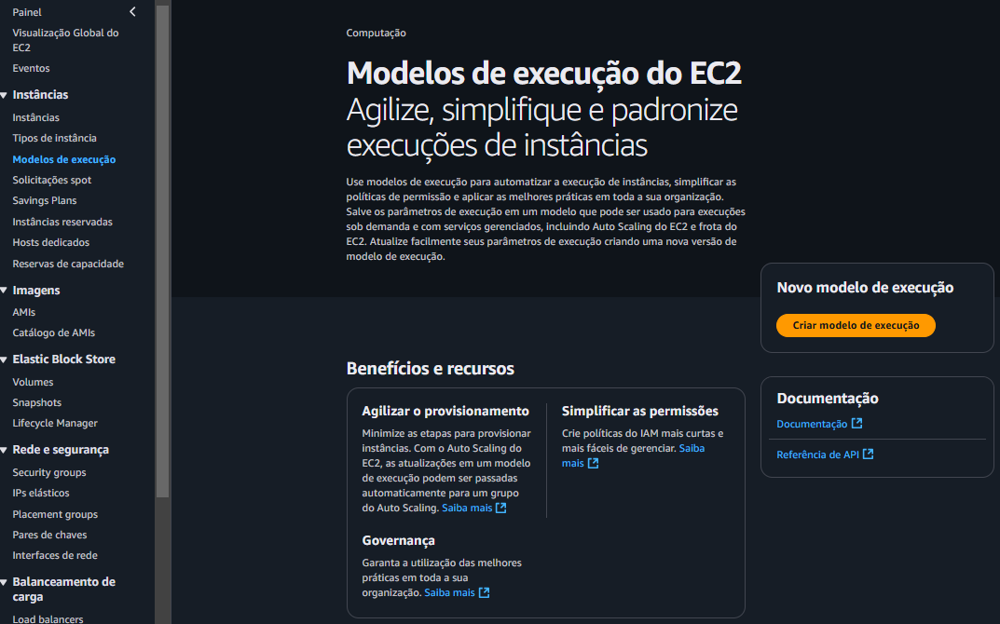 Painel
Visualização Global do
EC2
Eventos
Instâncias
Instâncias
Tipos de instância
Modelos de execução
Solicitações spot
Savings Plans
Instâncias reservadas
Hosts dedicados
Reservas de capacidade
Imagens
AMIs
Catálogo de AMIs
Elastic Block Store
Volumes
Snapshots
Lifecycle Manager
Rede e segurança
Security groups
IPs elásticos
Placement groups
Pares de chaves
Interfaces de rede
Balanceamento de
carga
Load balancers
Computação
Modelos de execução do EC2
Agilize, simplifique e padronize
execuções de instâncias
Use modelos de execução para automatizar a execução de instâncias, simplificar as
políticas de permissão e aplicar as melhores práticas em toda a sua organização.
Salve os parâmetros de execução em um modelo que pode ser usado para execuções
sob demanda e com serviços gerenciados, incluindo Auto Scaling do EC2 e frota do
EC2. Atualize facilmente seus parâmetros de execução criando uma nova versão de
modelo de execução.
Novo modelo de execução
Criar modelo de execução
Benefícios e recursos
Agilizar o provisionamento
Minimize as etapas para provisionar
instâncias. Com o Auto Scaling do
EC2, as atualizações em um modelo
de execução podem ser passadas
automaticamente para um grupo
do Auto Scaling. Saiba mais
Simplificar as permissões
Crie políticas do IAM mais curtas e
mais fáceis de gerenciar. Saiba
mais
Governança
Garanta a utilização das melhores
práticas em toda a sua
organização. Saiba mais
Documentação
Documentação
Referência de API